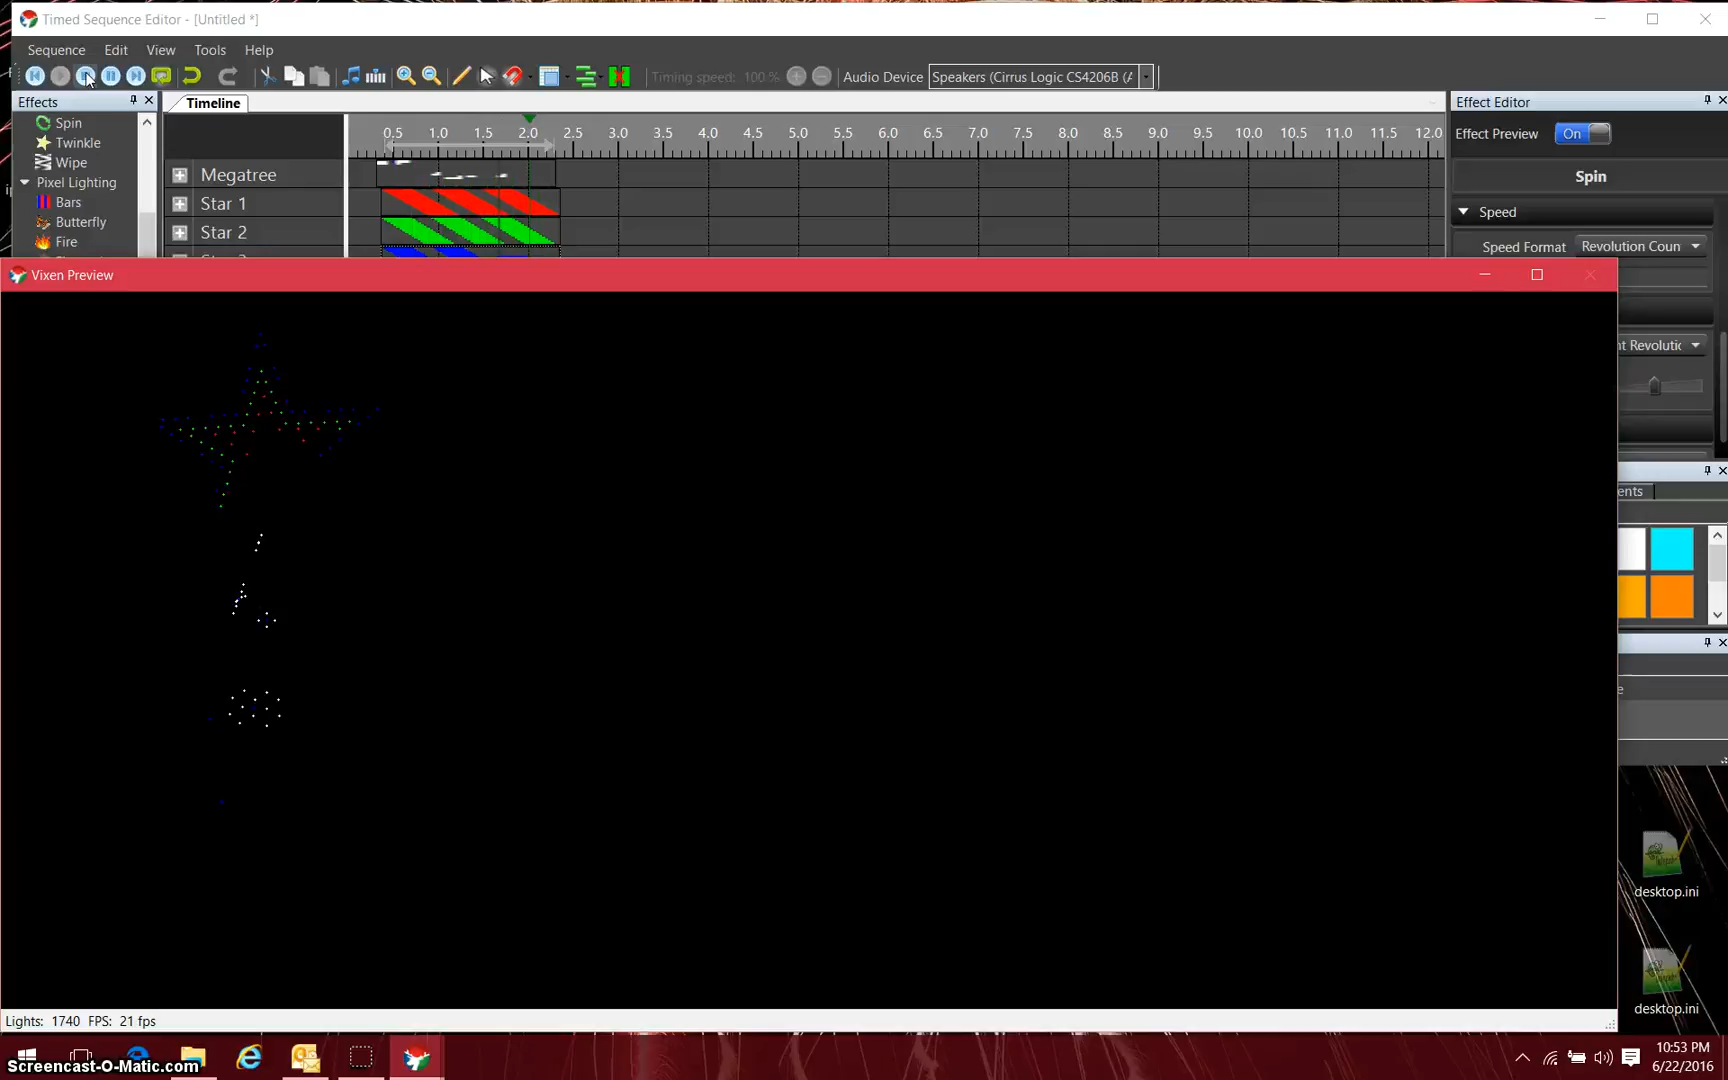 Timed Sequence Editor - [Untitled *]
Sequence Edit View Tools Help
Timing speed: 100 % Audio Device Speakers (Cirrus Logic CS4206B (A
Effects
Timeline
Effect Editor
Spin
Twinkle
Wipe
Pixel Lighting
Bars
Butterfly
Fire
0.5 1.0 1.5 2.0 2.5 3.0 3.5 4.0 4.5 5.0 5.5 6.0 6.5 7.0 7.5 8.0 8.5 9.0 9.5 10.0 10.5 11.0 11.5 12.0
Megatree
Star 1
Star 2
Effect Preview On
Spin
Speed
Speed Format Revolution Coun
Vixen Preview
nt Revolutic
ents
e
desktop.ini
desktop.ini
Lights: 1740 FPS: 21 fps
Screencast-O-Matic.com
10:53 PM
6/22/2016